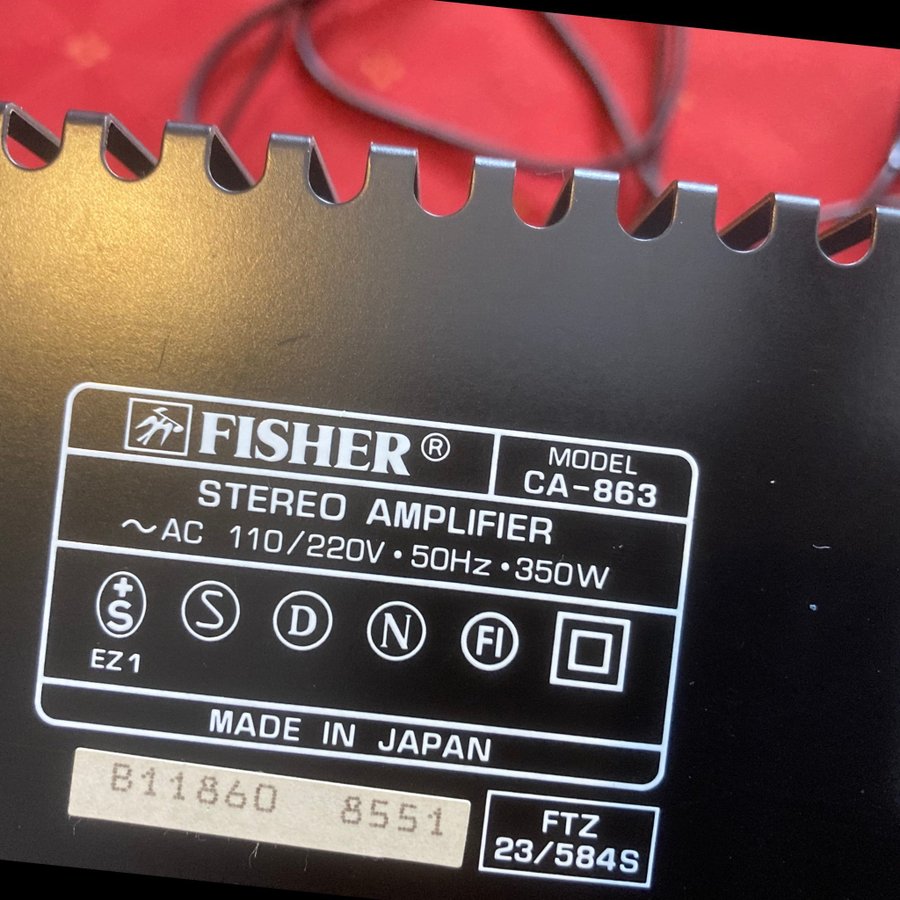 FISHER®
MODEL
CA-863
STEREO AMPLIFIER
~AC 110/220V·50Hz·350W
+S S D N FI
EZ1
MADE IN JAPAN
B11860 8551
FTZ
23/584S